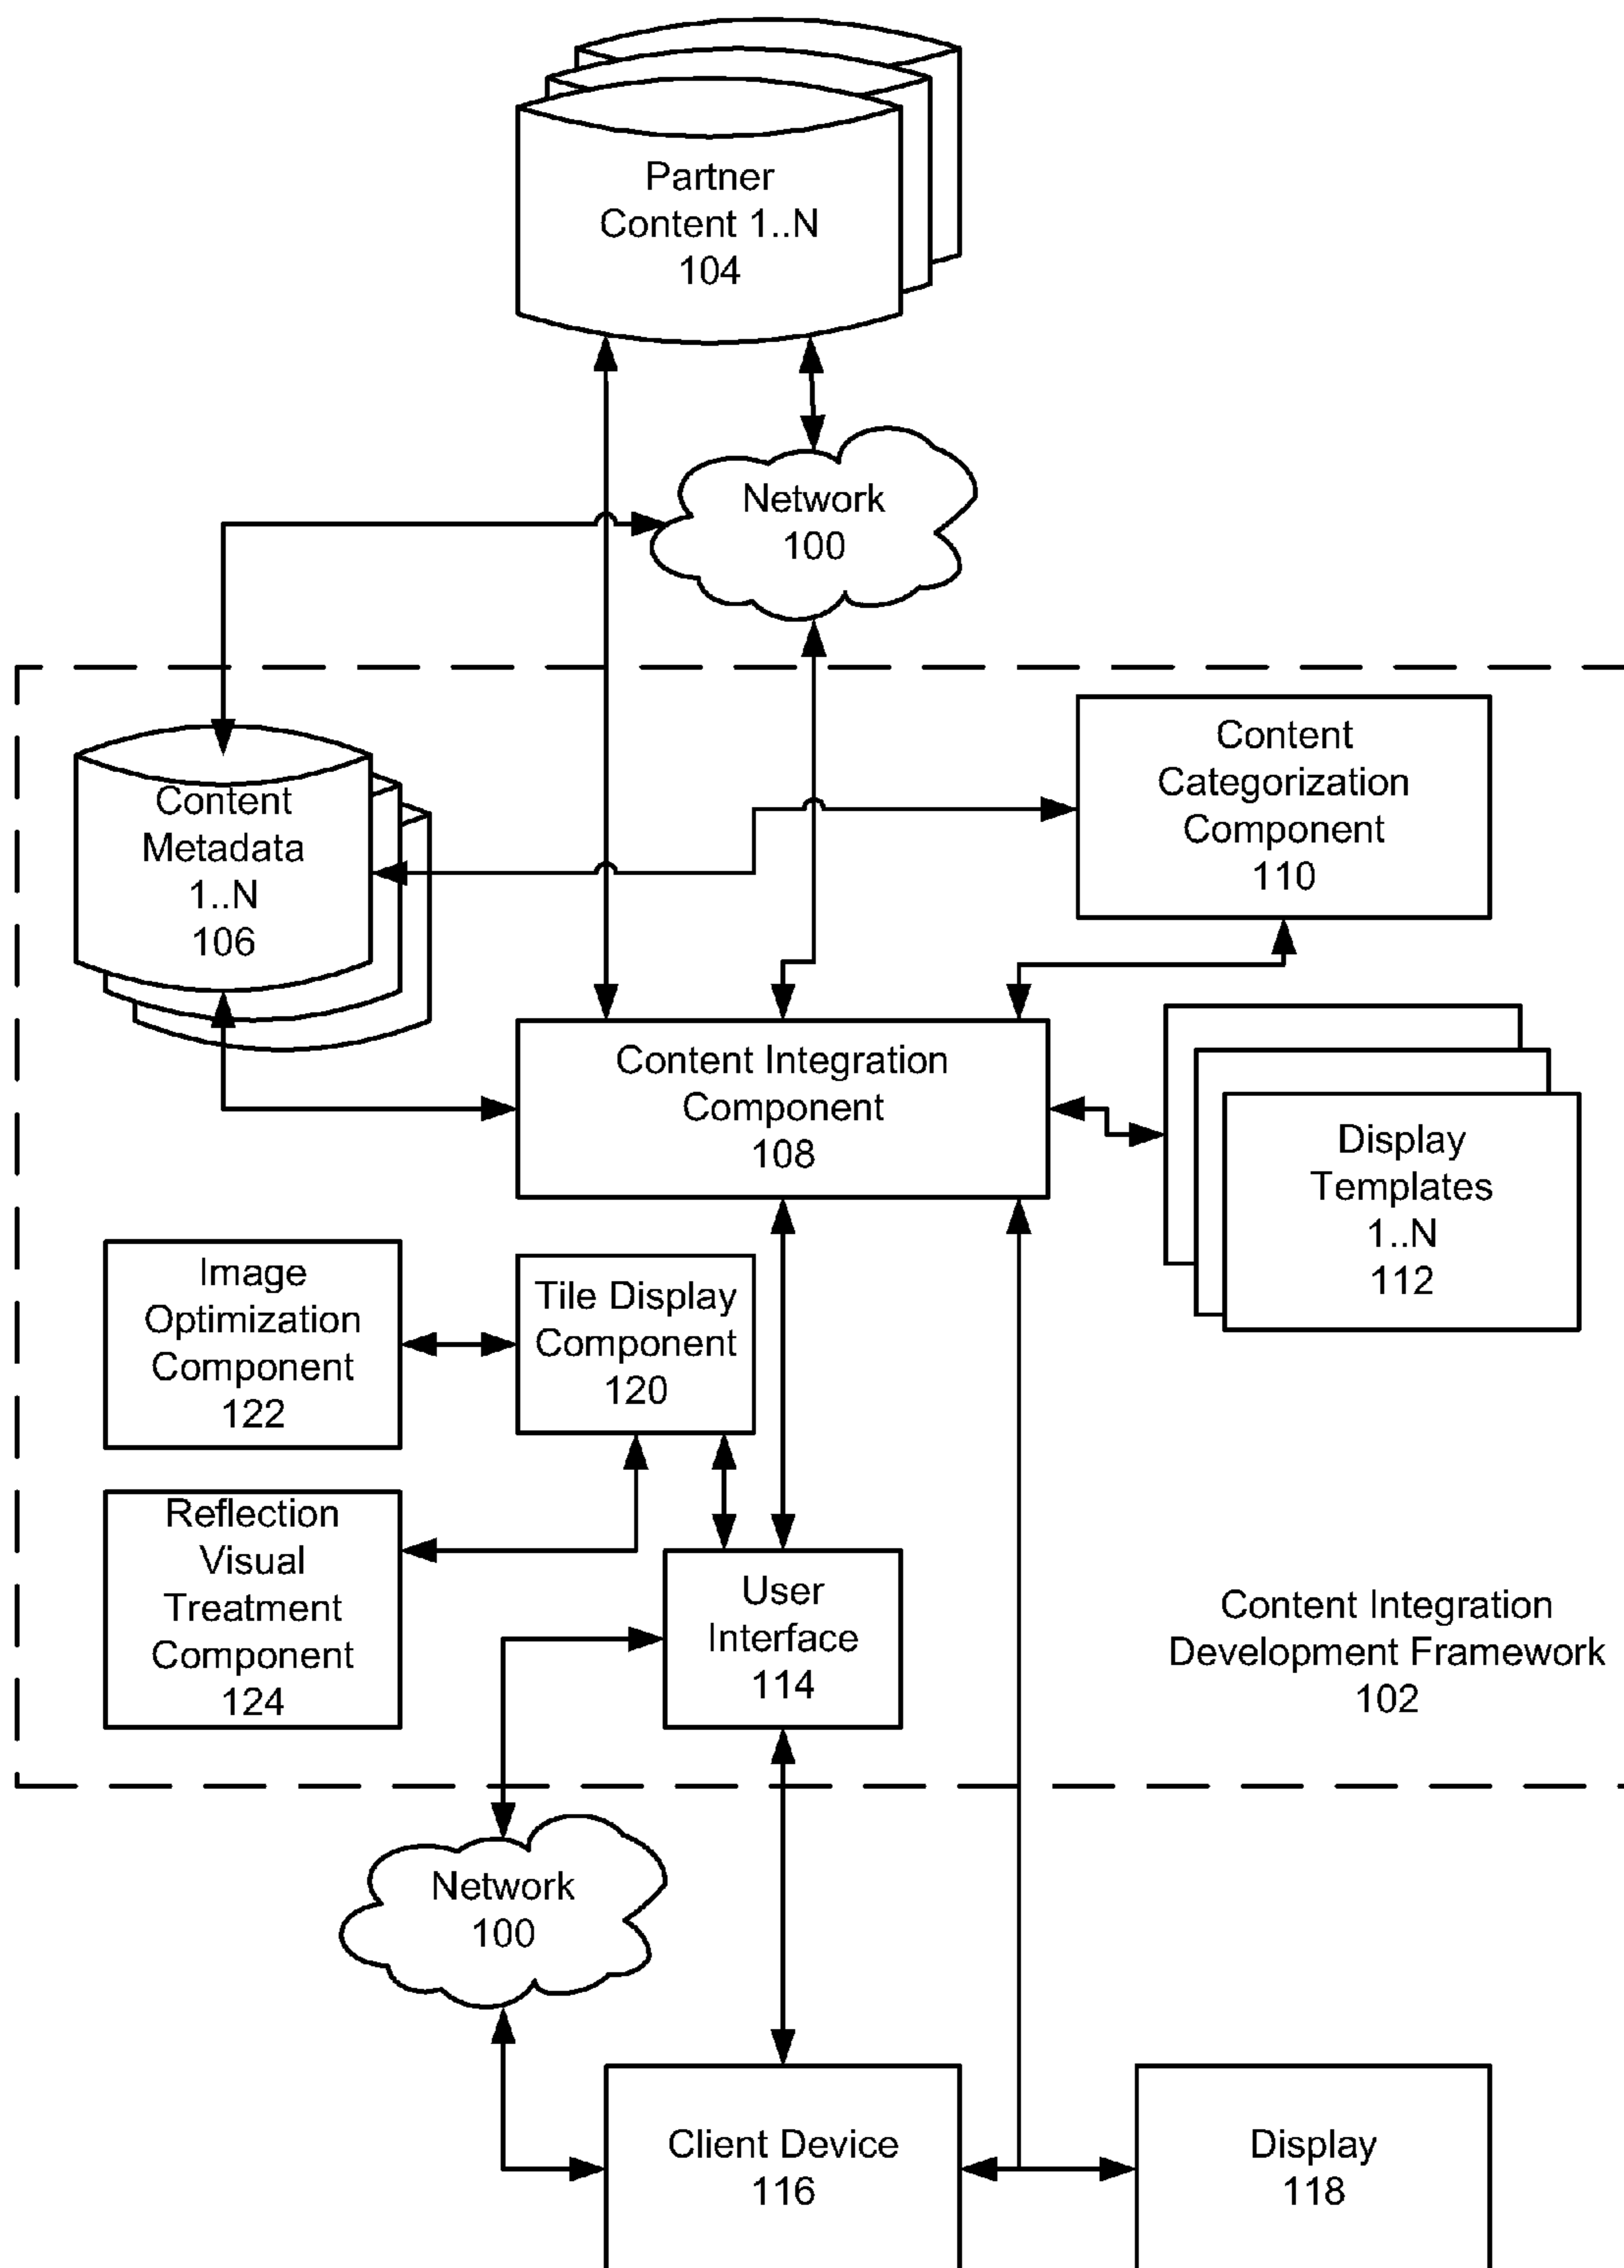 Partner
Content 1..N
104
Network
100
Content
Categorization
Component
110
Content
Metadata
1..N
106
Content Integration
Component
108
Display
Templates
1..N
112
Image
Optimization
Component
122
Tile Display
Component
120
Reflection
Visual
Treatment
Component
124
User
Interface
114
Content Integration
Development Framework
102
Network
100
Client Device
116
Display
118